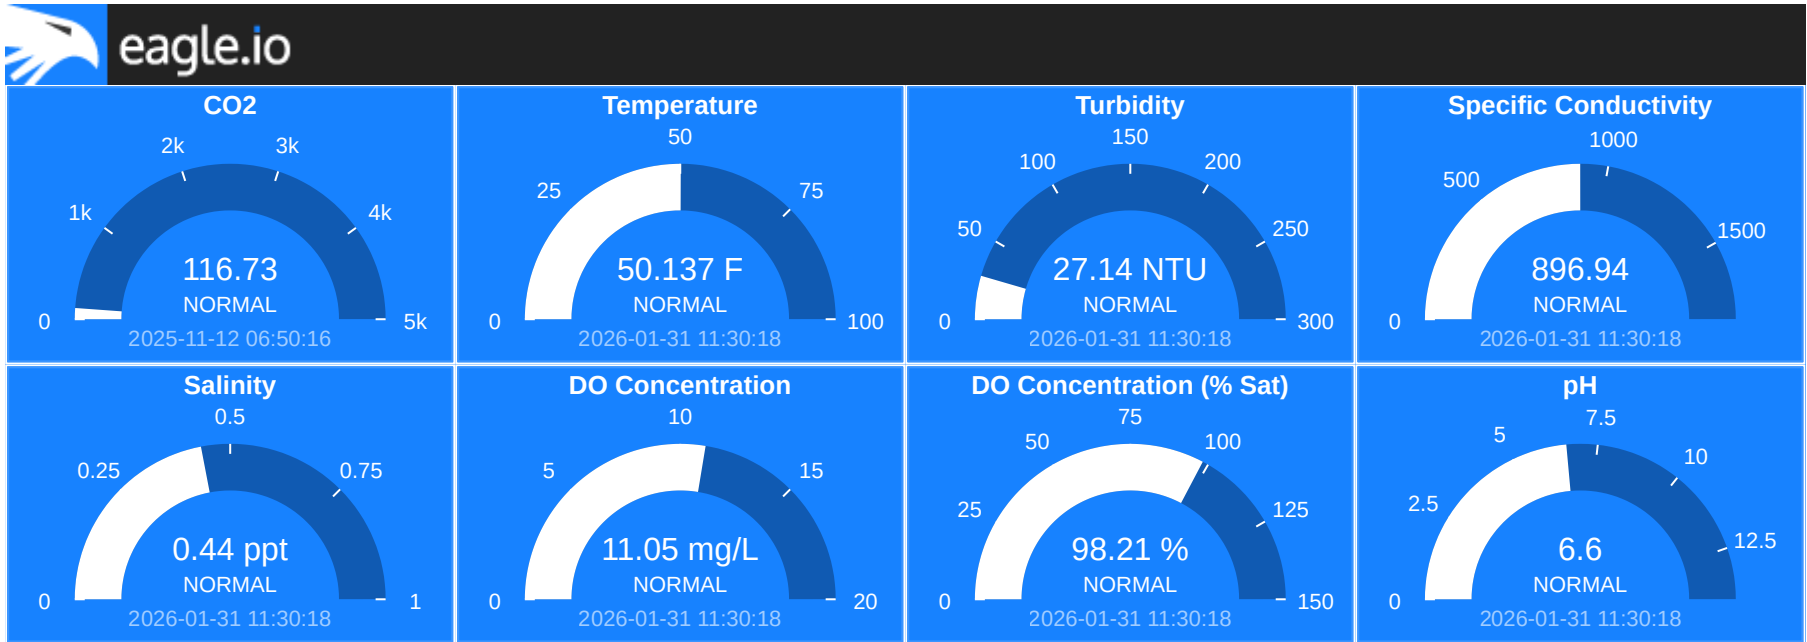 eagle.io
CO2
0
1k
2k
3k
4k
5k
116.73
NORMAL
2025-11-12 06:50:16
Temperature
0
25
50
75
100
50.137 F
NORMAL
2026-01-31 11:30:18
Turbidity
0
50
100
150
200
250
300
27.14 NTU
NORMAL
2026-01-31 11:30:18
Specific Conductivity
0
500
1000
1500
896.94
NORMAL
2026-01-31 11:30:18
Salinity
0
0.25
0.5
0.75
1
0.44 ppt
NORMAL
2026-01-31 11:30:18
DO Concentration
0
5
10
15
20
11.05 mg/L
NORMAL
2026-01-31 11:30:18
DO Concentration (% Sat)
0
25
50
75
100
125
150
98.21 %
NORMAL
2026-01-31 11:30:18
pH
0
2.5
5
7.5
10
12.5
6.6
NORMAL
2026-01-31 11:30:18